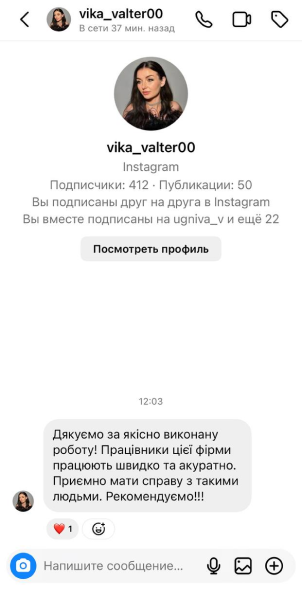 vika_valter00
В сети 37 мин. назад
vika_valter00
Instagram
Подписчики: 412 · Публикации: 50
Вы подписаны друг на друга в Instagram
Вы вместе подписаны на ugniva_v и ещё 22
Посмотреть профиль
12:03
Дякуємо за якісно виконану
роботу! Працівники цієї фірми
працюють швидко та акуратно.
Приємно мати справу з такими
людьми. Рекомендуємо!!!
❤️ 1
Напишите сообщение...